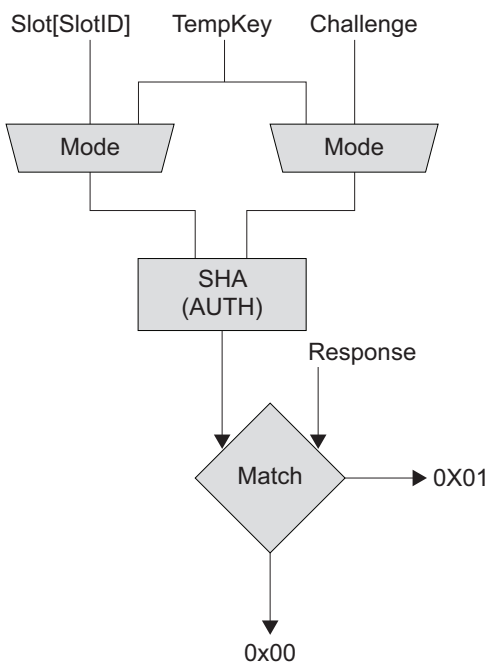 Slot[SlotID]
TempKey
Challenge
Mode
Mode
SHA
(AUTH)
Response
Match
0X01
0x00